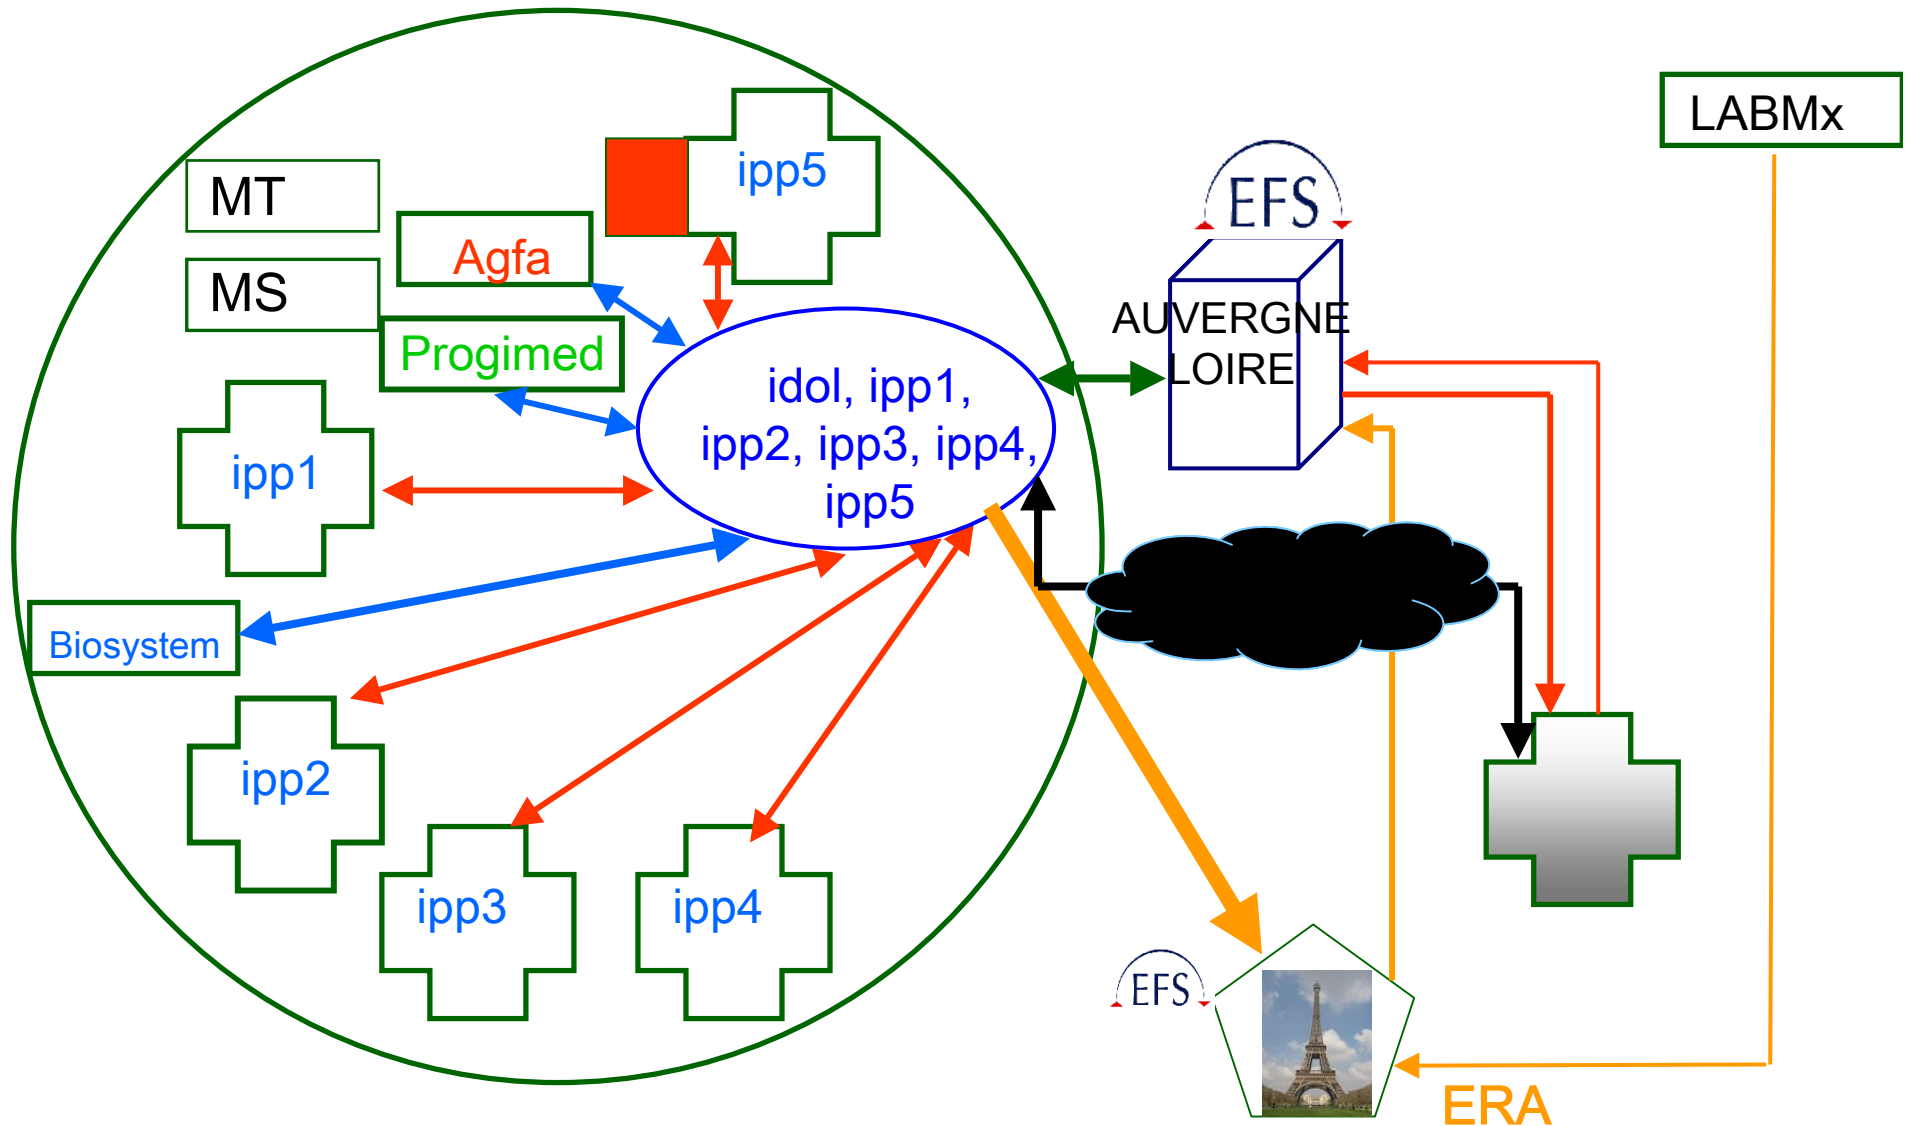 LABMx
ipp5
MT
EFS
Agfa
MS
AUVERGNE
LOIRE
Progimed
idol, ipp1,
ipp2, ipp3, ipp4,
ipp5
ipp1
Biosystem
ipp2
ipp3
ipp4
EFS
ERA